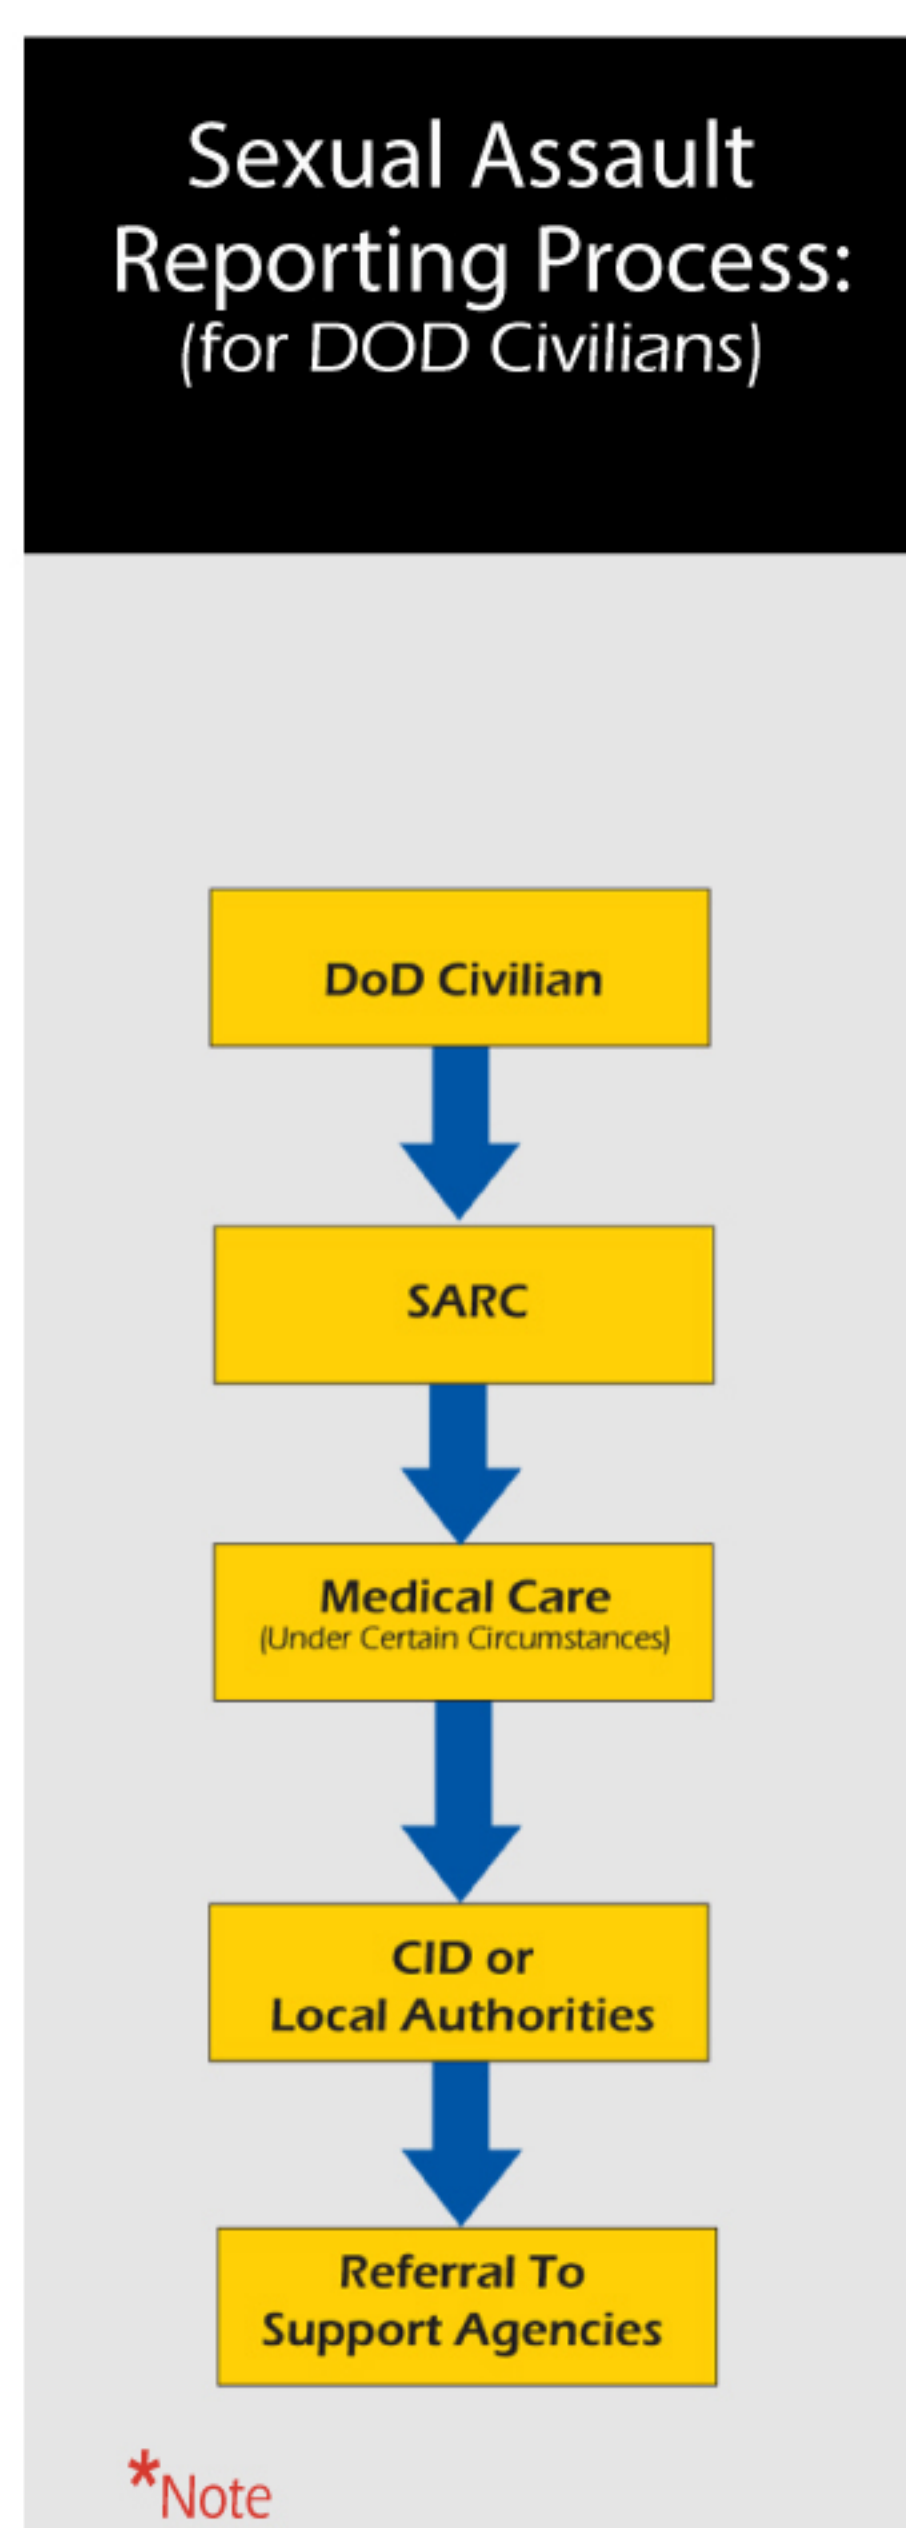 Sexual Assault
Reporting Process:
(for DOD Civilians)
DoD Civilian
SARC
Medical Care
(Under Certain Circumstances)
CID or
Local Authorities
Referral To
Support Agencies
*Note